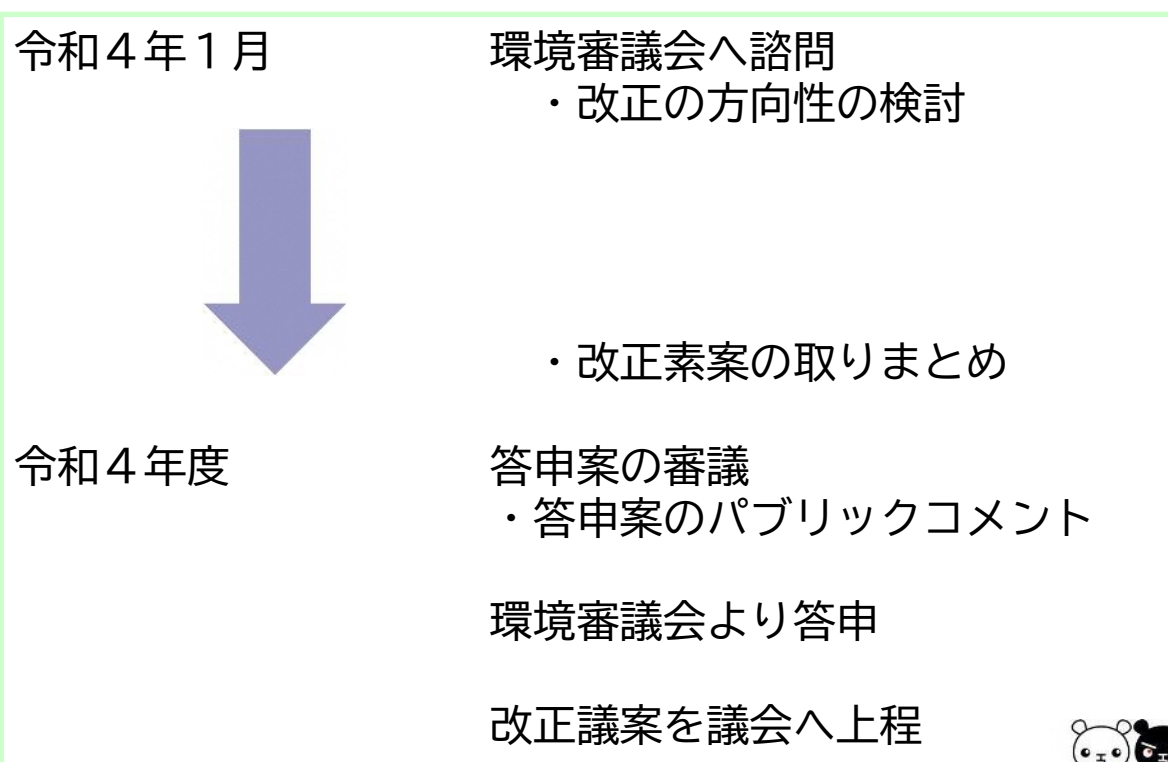 令和４年１月
環境審議会へ諮問
・改正の方向性の検討
・改正素案の取りまとめ
令和４年度
答申案の審議
・答申案のパブリックコメント
環境審議会より答申
改正議案を議会へ上程